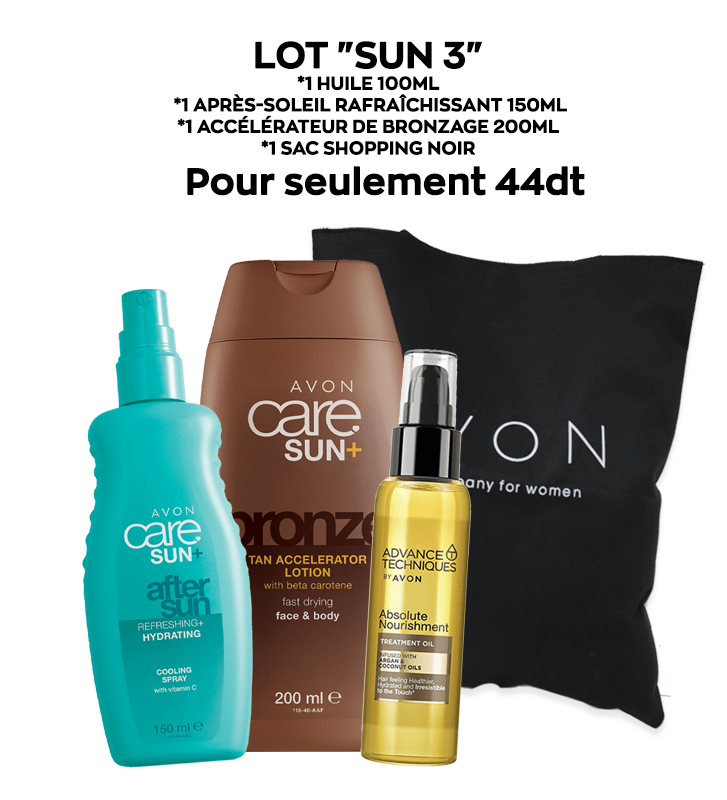 LOT "SUN 3"
*1 HUILE 100ML
*1 APRÈS-SOLEIL RAFRAÎCHISSANT 150ML
*1 ACCÉLÉRATEUR DE BRONZAGE 200ML
*1 SAC SHOPPING NOIR
Pour seulement 44dt
AVON
care
SUN+
after
sun
REFRESHING+
HYDRATING
COOLING
SPRAY
with vitamin C
150 ml e
AVON
care
SUN+
bronze
TAN ACCELERATOR
LOTION
with beta carotene
fast drying
face & body
200 ml e
ADVANCE T
TECHNIQUES
BY AVON
Absolute
Nourishment
TREATMENT OIL
INFUSED WITH
ARGAN &
COCONUT OILS
Hair feeling Healthier,
Hydrated and Irresistible
to the Touch*
VON
pany for women